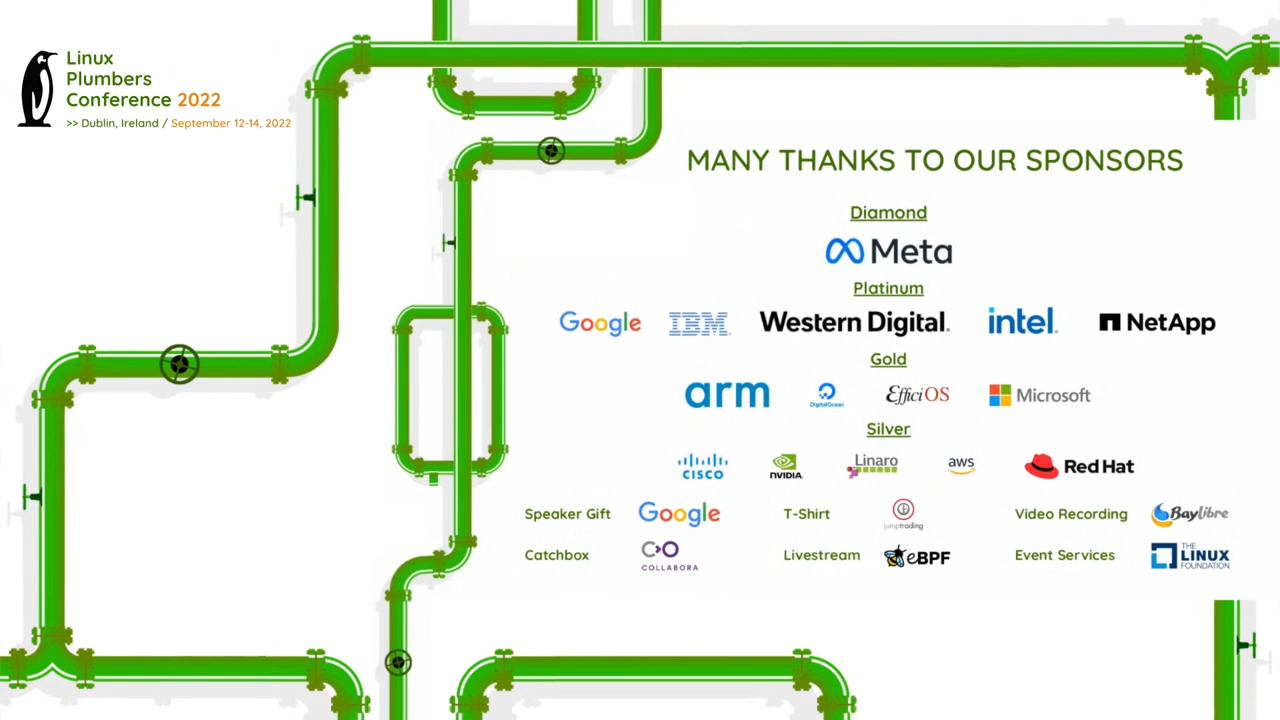 Linux
Plumbers
Conference 2022
>> Dublin, Ireland / September 12-14, 2022
MANY THANKS TO OUR SPONSORS
Diamond
Meta
Platinum
Google IBM Western Digital. intel. NetApp
Gold
arm DigitalOcean EfficiOS Microsoft
Silver
cisco NVIDIA. Linaro aws Red Hat
Speaker Gift Google T-Shirt jumptrading Video Recording Baylibre
Catchbox COLLABORA Livestream eBPF Event Services THE LINUX FOUNDATION